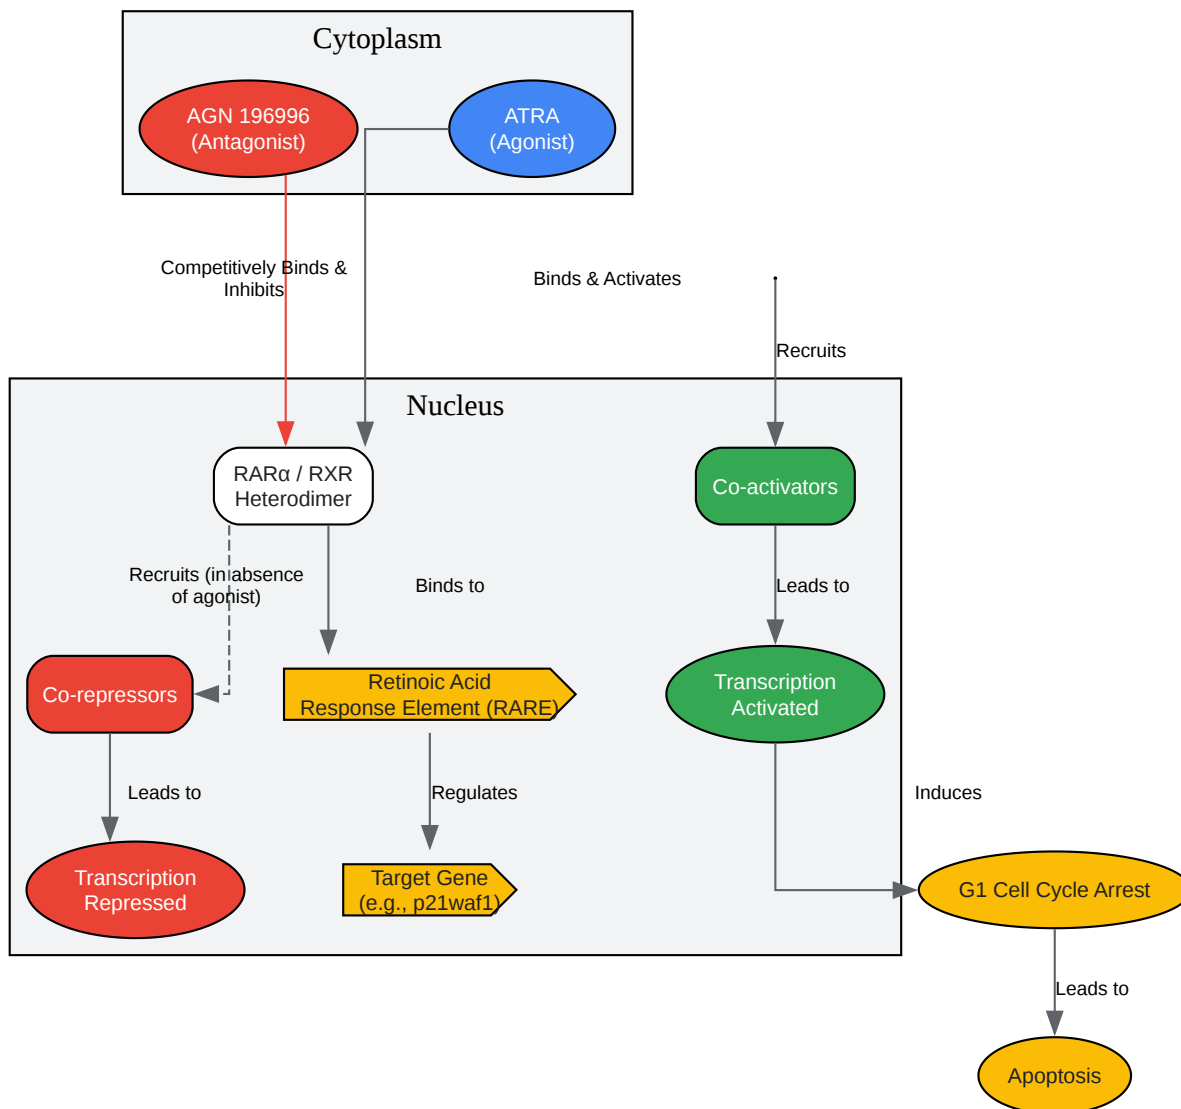 Cytoplasm
AGN 196996
(Antagonist)
ATRA
(Agonist)
Competitively Binds &
Inhibits
Binds & Activates
Recruits
Nucleus
RARα / RXR
Heterodimer
Co-activators
Recruits (in absence
of agonist)
Binds to
Leads to
Co-repressors
Retinoic Acid
Response Element (RARE)
Transcription
Activated
Leads to
Regulates
Induces
Transcription
Repressed
Target Gene
(e.g., p21waf1)
G1 Cell Cycle Arrest
Leads to
Apoptosis